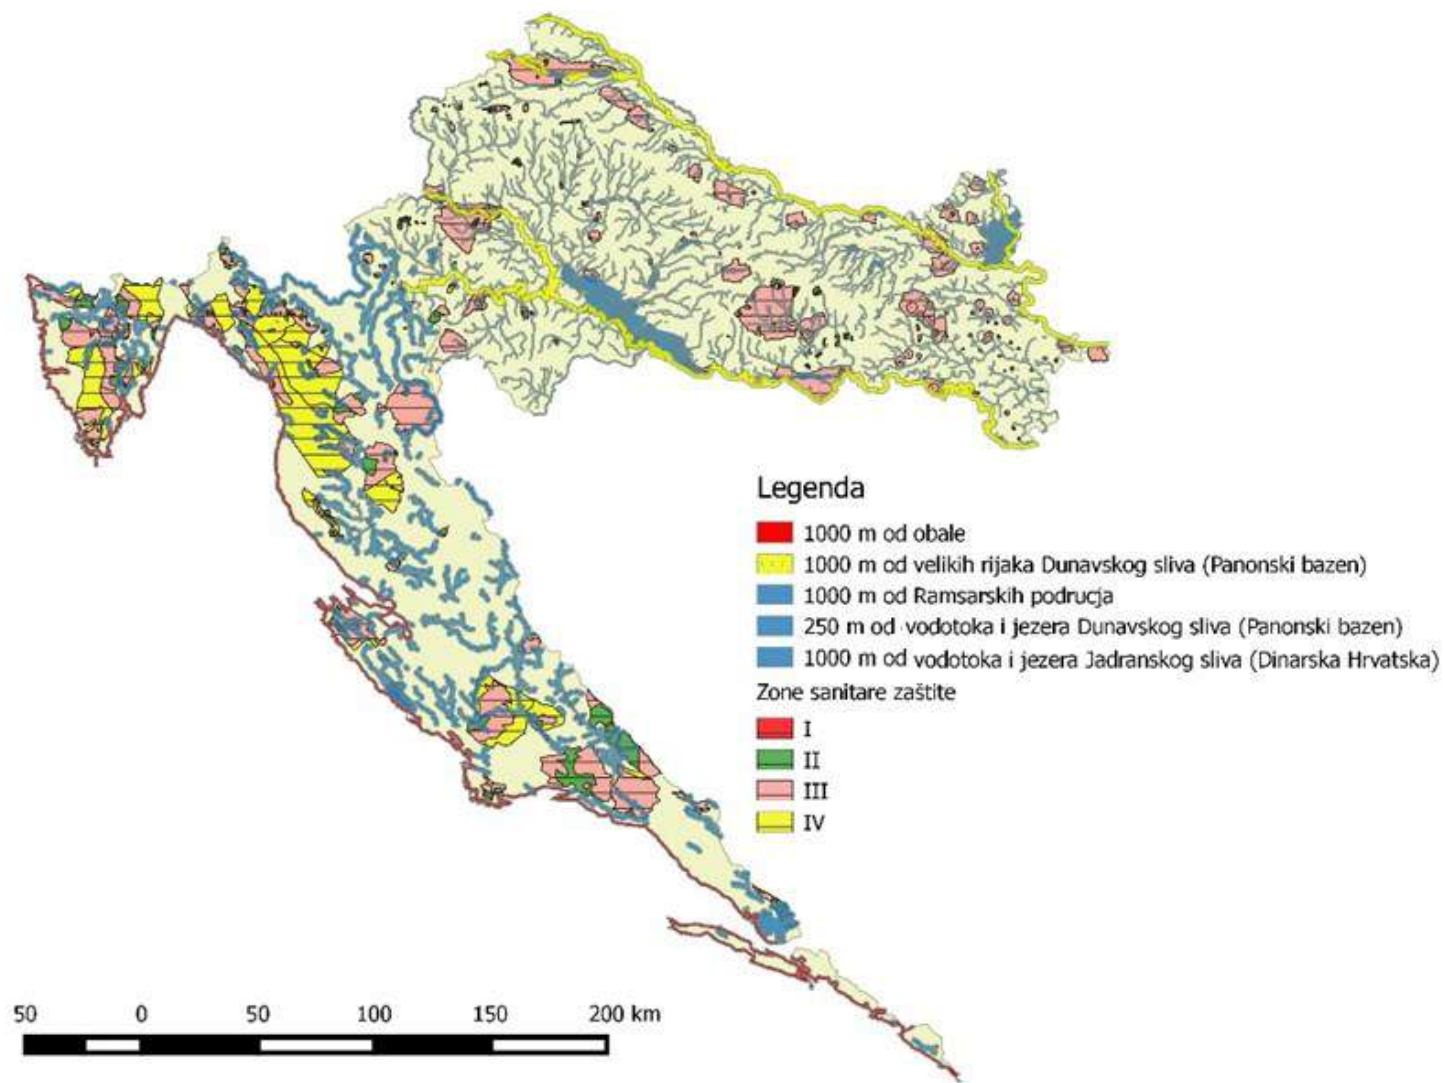 Legenda
1000 m od obale
1000 m od velikih rijaka Dunavskog sliva (Panonski bazen)
1000 m od Ramsarskih podrucja
250 m od vodotoka i jezera Dunavskog sliva (Panonski bazen)
1000 m od vodotoka i jezera Jadranskog sliva (Dinarska Hrvatska)
Zone sanitare zaštite
I
II
III
IV
50 0 50 100 150 200 km